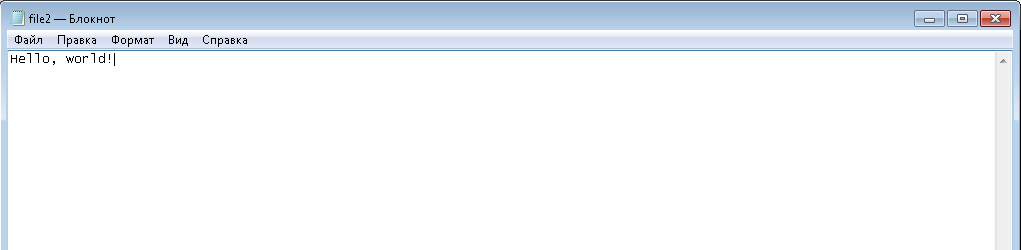 file2 — Блокнот
Файл Правка Формат Вид Справка
Hello, world!